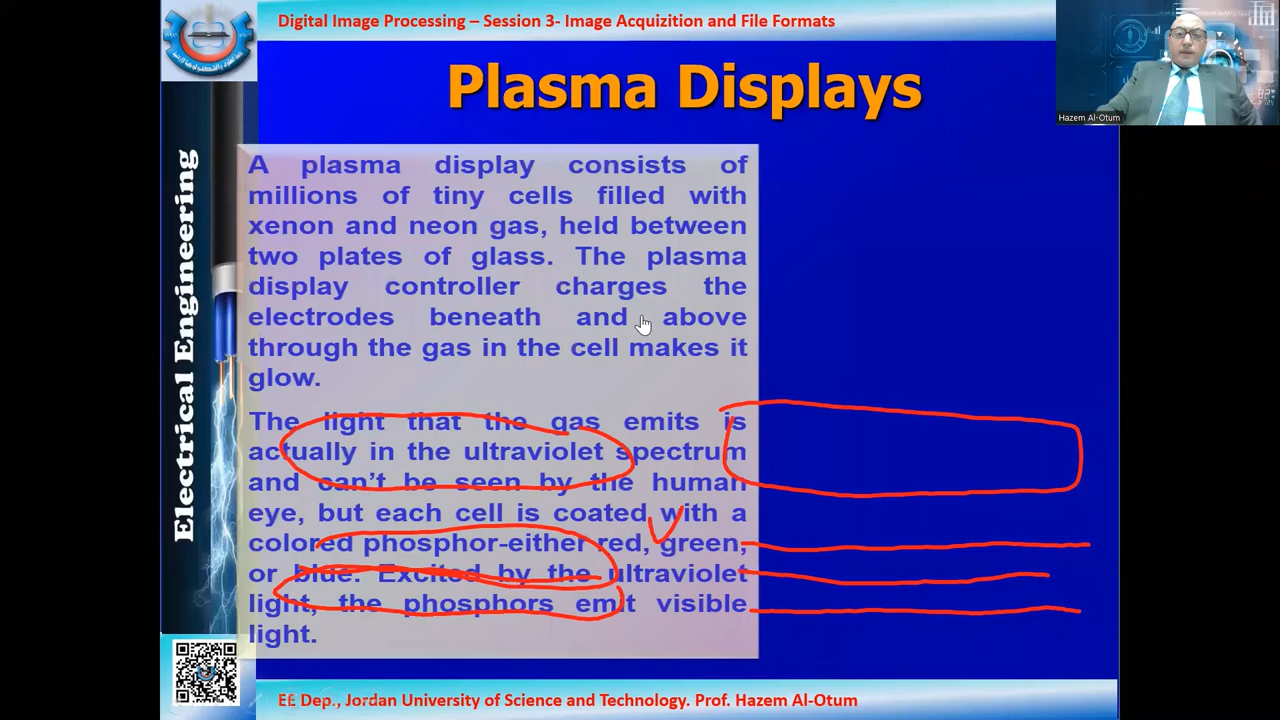 Digital Image Processing – Session 3- Image Acquizition and File Formats
Hazem Al-Otum
Plasma Displays
Electrical Engineering
A plasma display consists of
millions of tiny cells filled with
xenon and neon gas, held between
two plates of glass. The plasma
display controller charges the
electrodes beneath and above
through the gas in the cell makes it
glow.
The light that the gas emits is
actually in the ultraviolet spectrum
and can't be seen by the human
eye, but each cell is coated with a
colored phosphor-either red, green,
or blue. Excited by the ultraviolet
light, the phosphors emit visible
light.
EE Dep., Jordan University of Science and Technology. Prof. Hazem Al-Otum